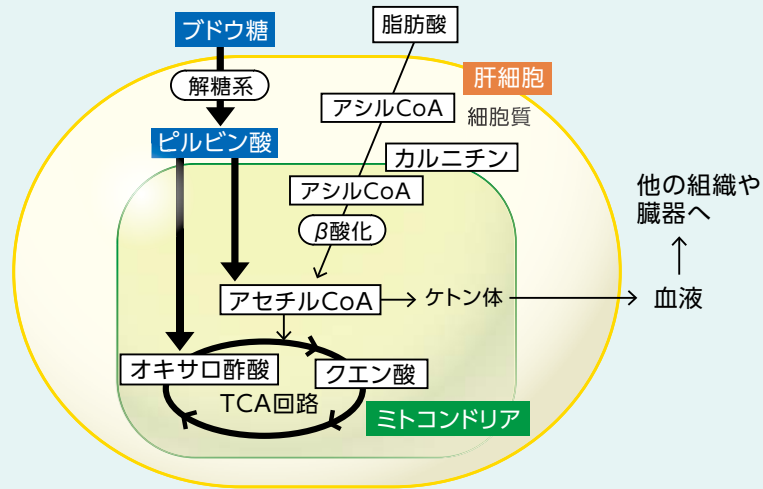 ブドウ糖
脂肪酸
肝細胞
解糖系
アシルCoA
細胞質
ピルビン酸
カルニチン
アシルCoA
他の組織や
臓器へ
β酸化
アセチルCoA
ケトン体
血液
オキサロ酢酸
クエン酸
TCA回路
ミトコンドリア